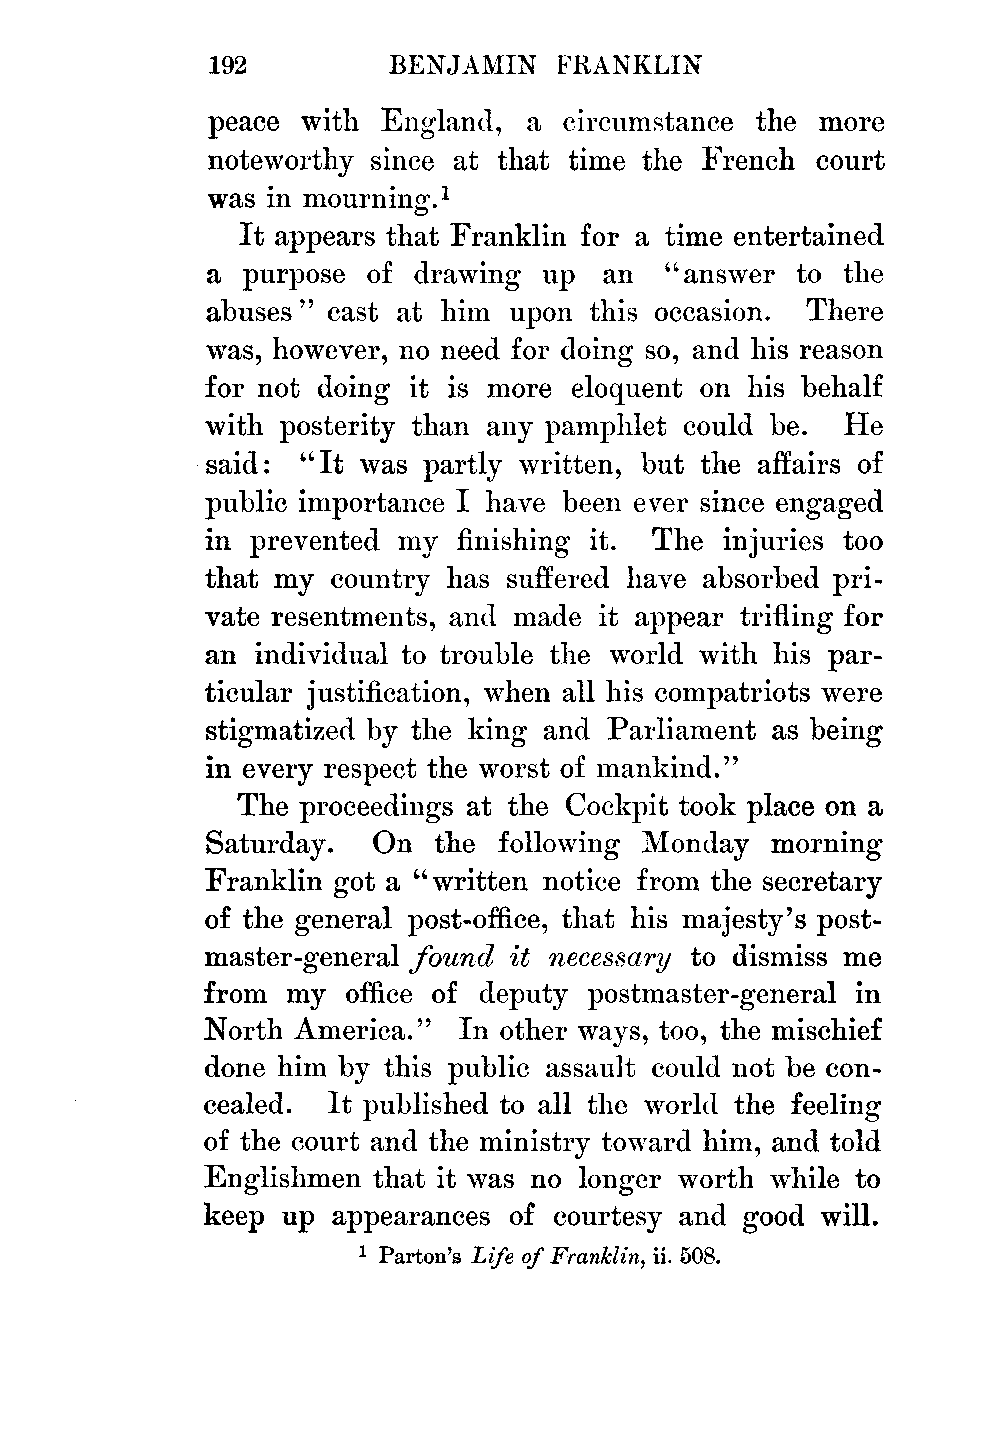 192 BENJAMIN FRANKLIN
peace with England, a circumstance the more
noteworthy since at that time the French court
was in mourning.¹
It appears that Franklin for a time entertained
a purpose of drawing up an "answer to the
abuses" cast at him upon this occasion. There
was, however, no need for doing so, and his reason
for not doing it is more eloquent on his behalf
with posterity than any pamphlet could be. He
said: "It was partly written, but the affairs of
public importance I have been ever since engaged
in prevented my finishing it. The injuries too
that my country has suffered have absorbed pri-
vate resentments, and made it appear trifling for
an individual to trouble the world with his par-
ticular justification, when all his compatriots were
stigmatized by the king and Parliament as being
in every respect the worst of mankind."
The proceedings at the Cockpit took place on a
Saturday. On the following Monday morning
Franklin got a "written notice from the secretary
of the general post-office, that his majesty's post-
master-general found it necessary to dismiss me
from my office of deputy postmaster-general in
North America." In other ways, too, the mischief
done him by this public assault could not be con-
cealed. It published to all the world the feeling
of the court and the ministry toward him, and told
Englishmen that it was no longer worth while to
keep up appearances of courtesy and good will.
¹ Parton's Life of Franklin, ii. 508.